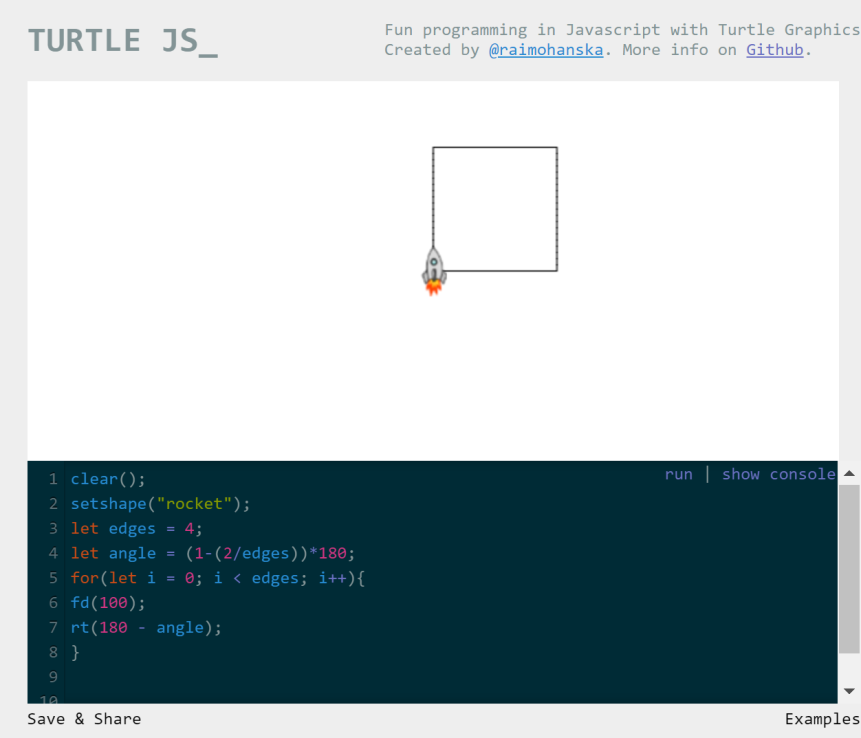 TURTLE JS_
Fun programming in Javascript with Turtle Graphics
Created by @raimohanska. More info on Github.
run | show console
1 clear();
2 setshape("rocket");
3 let edges = 4;
4 let angle = (1-(2/edges))*180;
5 for(let i = 0; i < edges; i++){
6 fd(100);
7 rt(180 - angle);
8 }
9
10
Save & Share
Examples